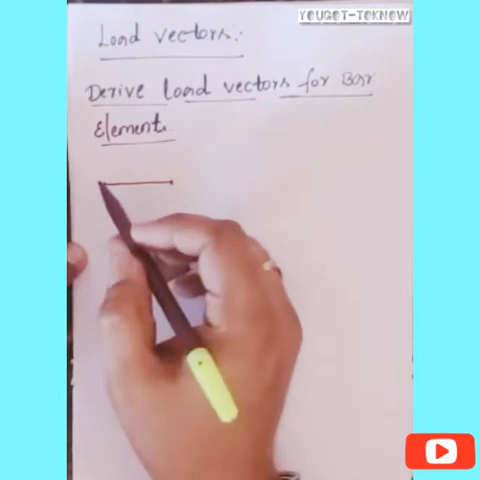 YOUGOT-TOKNOW
Load vectors:-
Derive load vectors for Bar
Element